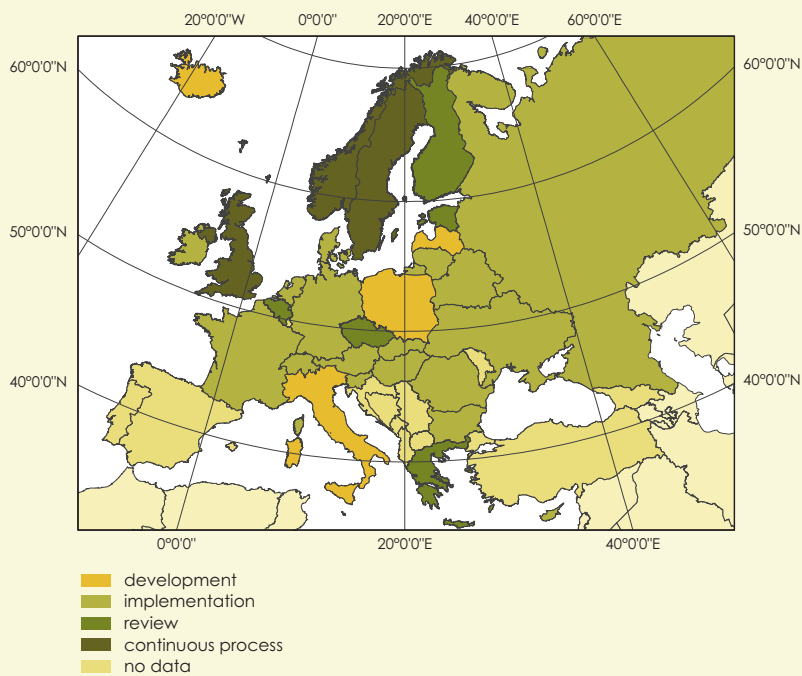 20°0'0"W 0°0'0" 20°0'0"E 40°0'0"E 60°0'0"E
60°0'0"N 60°0'0"N
50°0'0"N 50°0'0"N
40°0'0"N 40°0'0"N
0°0'0" 20°0'0"E 40°0'0"E
development
implementation
review
continuous process
no data